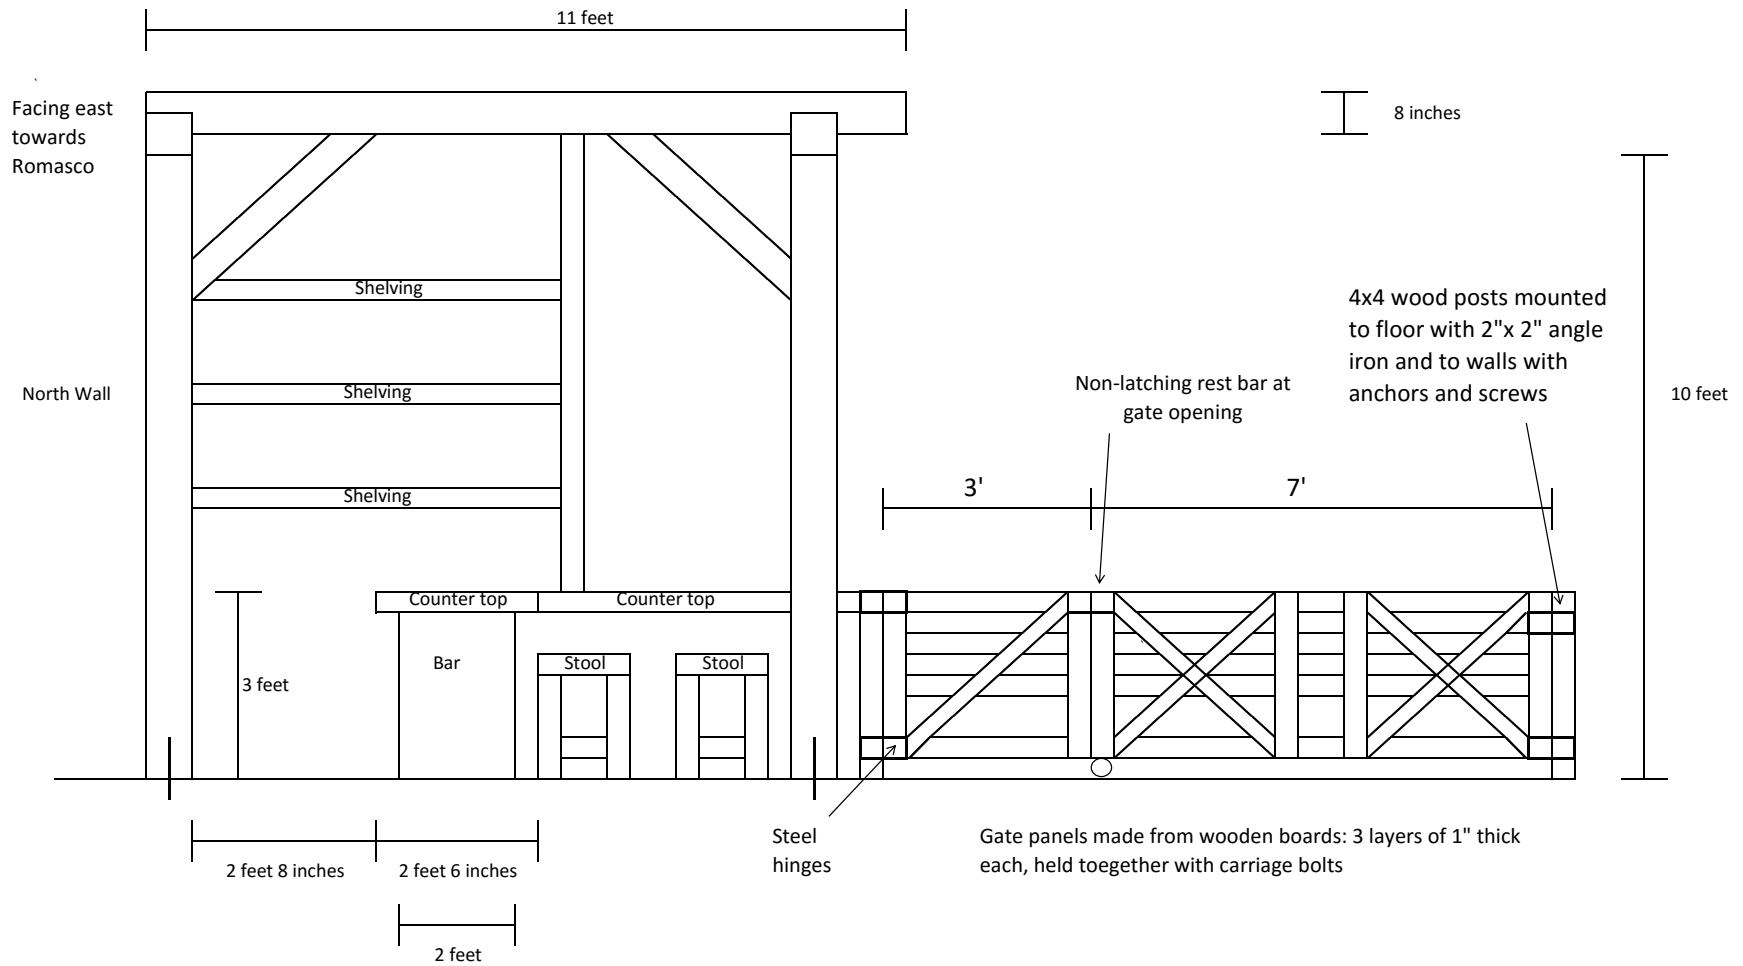 11 feet
Facing east
towards
Romasco
8 inches
Shelving
4x4 wood posts mounted
to floor with 2"x 2" angle
iron and to walls with
anchors and screws
North Wall
Shelving
Non-latching rest bar at
gate opening
10 feet
Shelving
3'
7'
Counter top
Counter top
Bar
Stool
Stool
3 feet
Steel
hinges
Gate panels made from wooden boards: 3 layers of 1" thick
each, held toegether with carriage bolts
2 feet 8 inches
2 feet 6 inches
2 feet